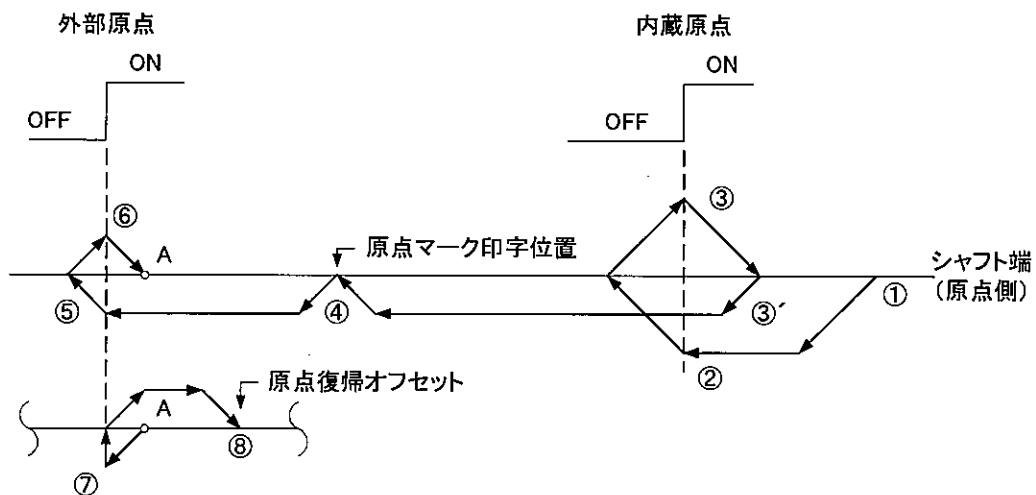 外部原点
ON
OFF
内蔵原点
ON
OFF
⑥
A
原点マーク印字位置
③
シャフト端
(原点側)
⑤
④
③´
①
②
原点復帰オフセット
A
⑧
⑦